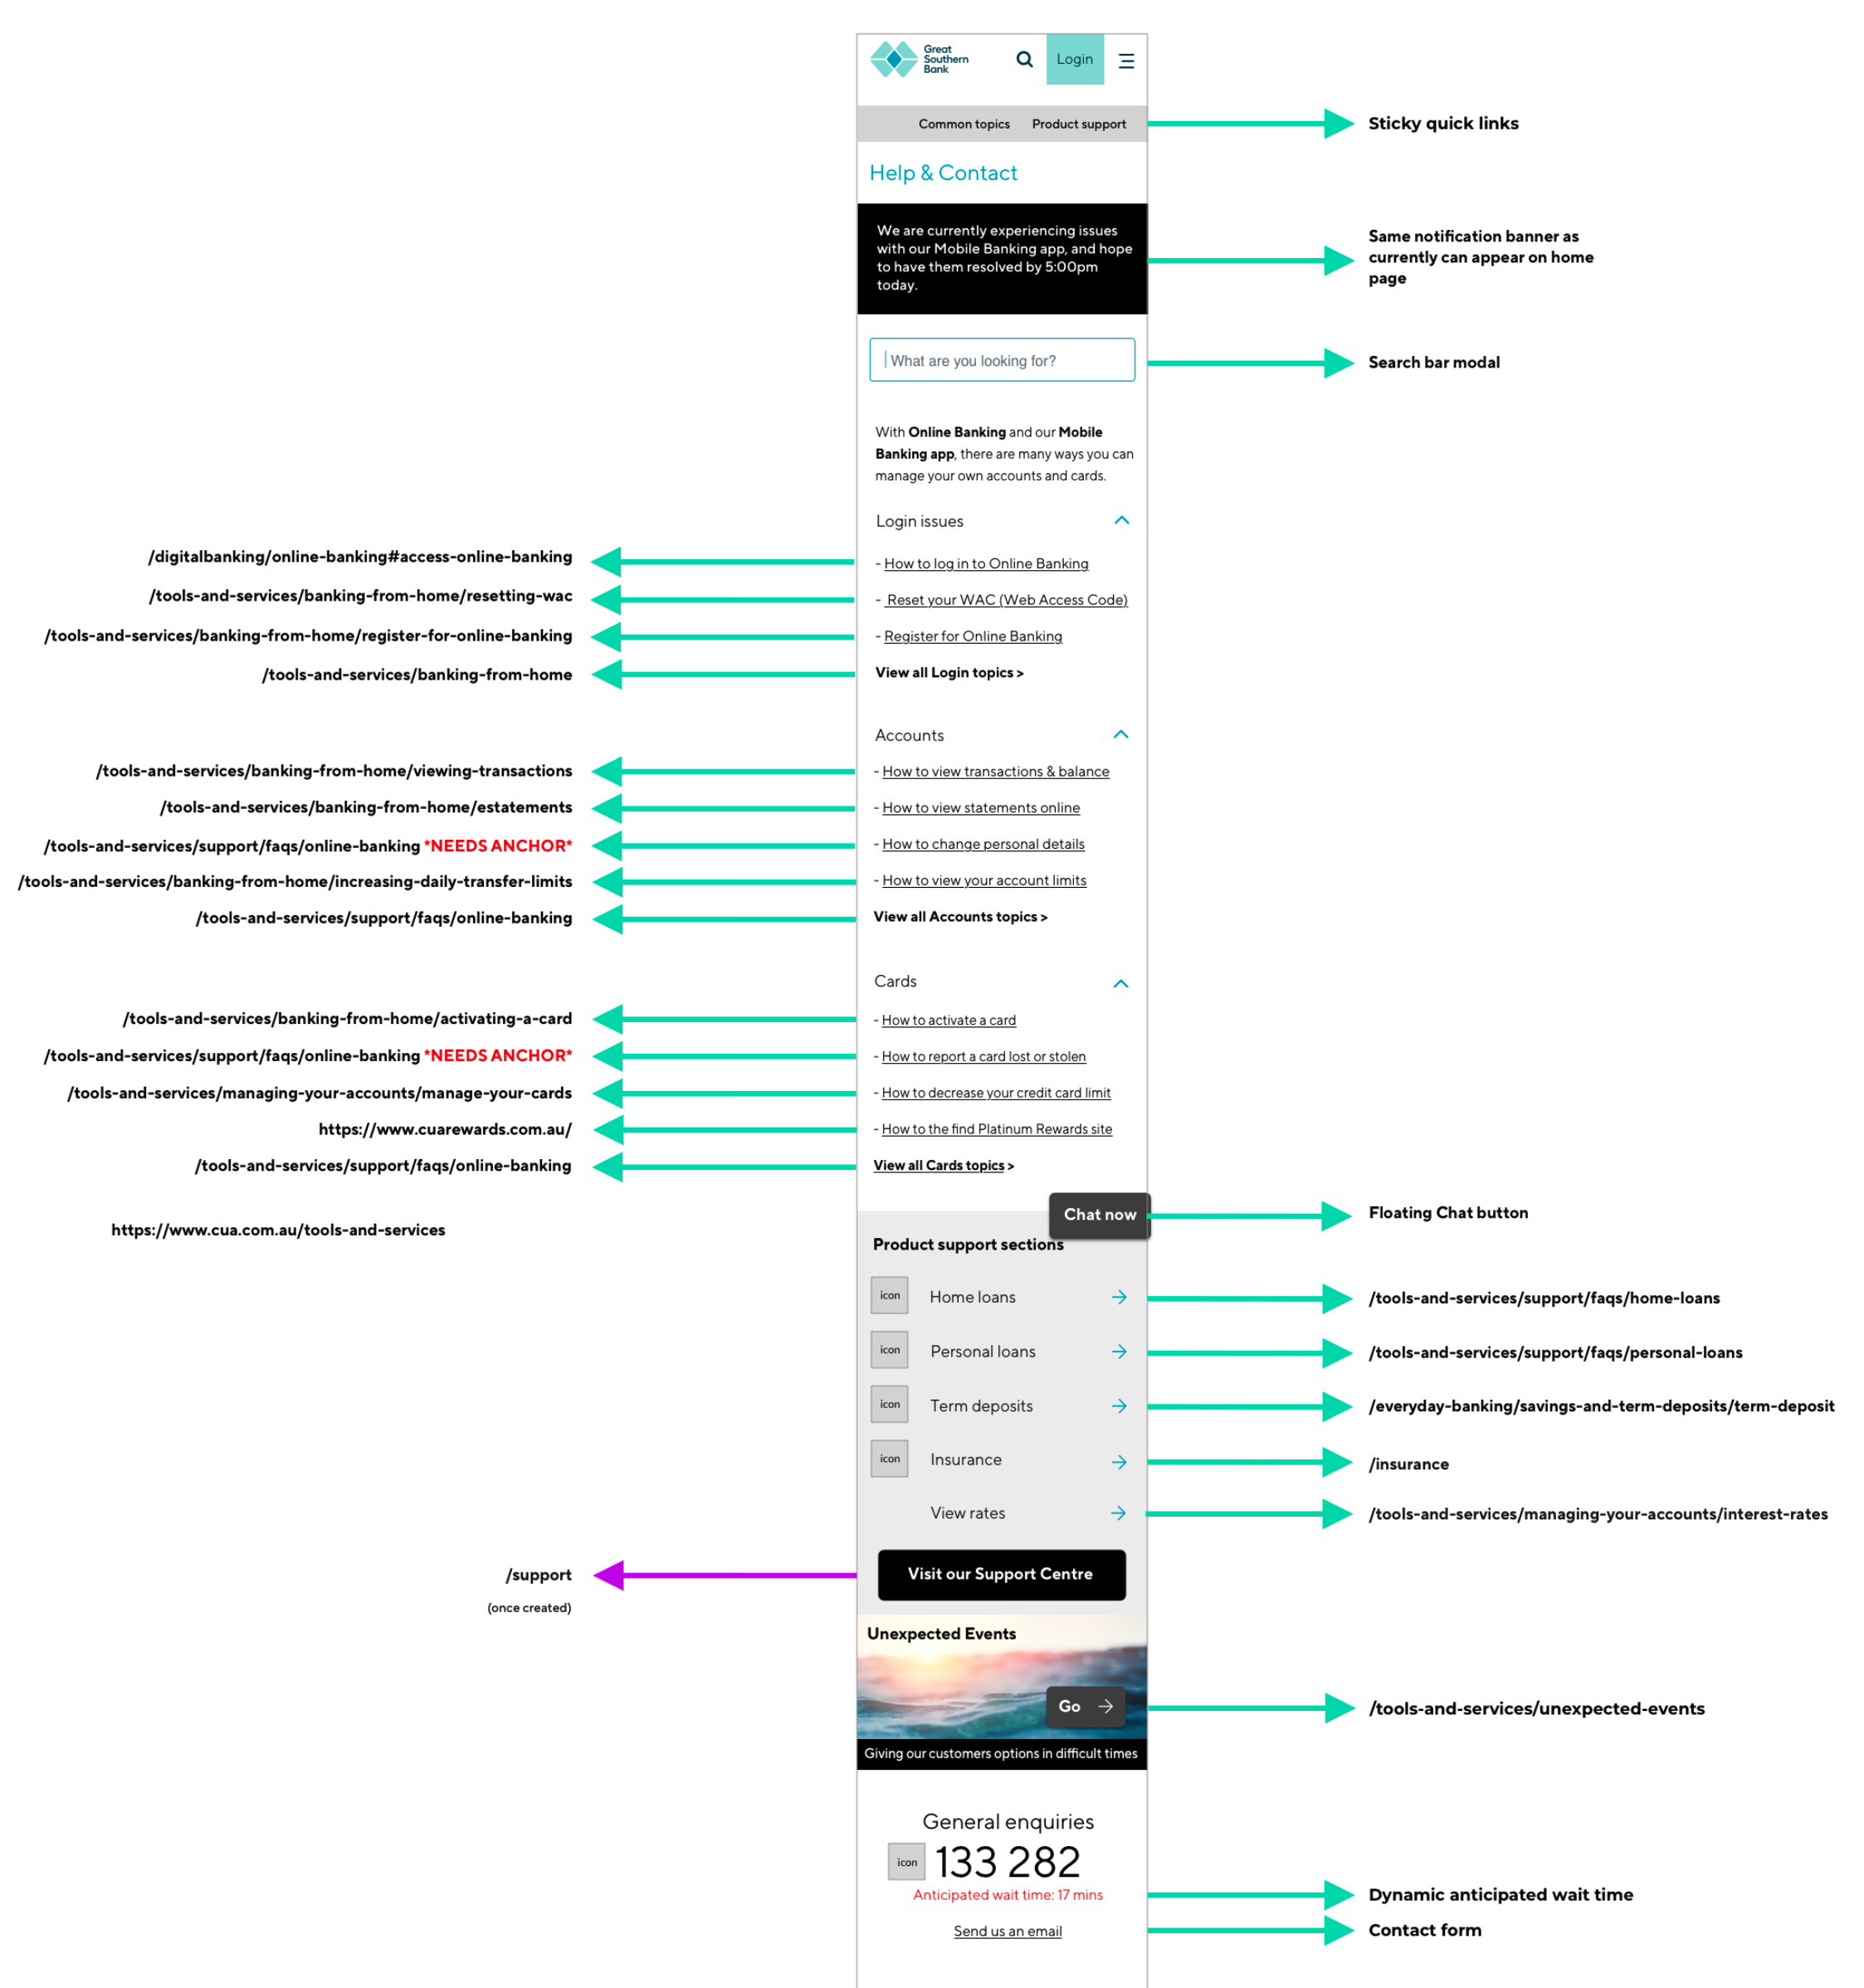 Great
Southern
Bank
Login
Common topics Product support
Sticky quick links
Help & Contact
We are currently experiencing issues
with our Mobile Banking app, and hope
to have them resolved by 5:00pm
today.
Same notification banner as
currently can appear on home
page
What are you looking for?
Search bar modal
With Online Banking and our Mobile
Banking app, there are many ways you can
manage your own accounts and cards.
Login issues
/digitalbanking/online-banking#access-online-banking
- How to log in to Online Banking
/tools-and-services/banking-from-home/resetting-wac
- Reset your WAC (Web Access Code)
/tools-and-services/banking-from-home/register-for-online-banking
- Register for Online Banking
/tools-and-services/banking-from-home
View all Login topics >
Accounts
/tools-and-services/banking-from-home/viewing-transactions
- How to view transactions & balance
/tools-and-services/banking-from-home/estatements
- How to view statements online
/tools-and-services/support/faqs/online-banking *NEEDS ANCHOR*
- How to change personal details
/tools-and-services/banking-from-home/increasing-daily-transfer-limits
- How to view your account limits
/tools-and-services/support/faqs/online-banking
View all Accounts topics >
Cards
/tools-and-services/banking-from-home/activating-a-card
- How to activate a card
/tools-and-services/support/faqs/online-banking *NEEDS ANCHOR*
- How to report a card lost or stolen
/tools-and-services/managing-your-accounts/manage-your-cards
- How to decrease your credit card limit
https://www.cuarewards.com.au/
- How to the find Platinum Rewards site
/tools-and-services/support/faqs/online-banking
View all Cards topics >
Chat now
Floating Chat button
https://www.cua.com.au/tools-and-services
Product support sections
icon Home loans
/tools-and-services/support/faqs/home-loans
icon Personal loans
/tools-and-services/support/faqs/personal-loans
icon Term deposits
/everyday-banking/savings-and-term-deposits/term-deposit
icon Insurance
/insurance
View rates
/tools-and-services/managing-your-accounts/interest-rates
/support
(once created)
Visit our Support Centre
Unexpected Events
Go
/tools-and-services/unexpected-events
Giving our customers options in difficult times
General enquiries
icon 133 282
Anticipated wait time: 17 mins
Dynamic anticipated wait time
Send us an email
Contact form